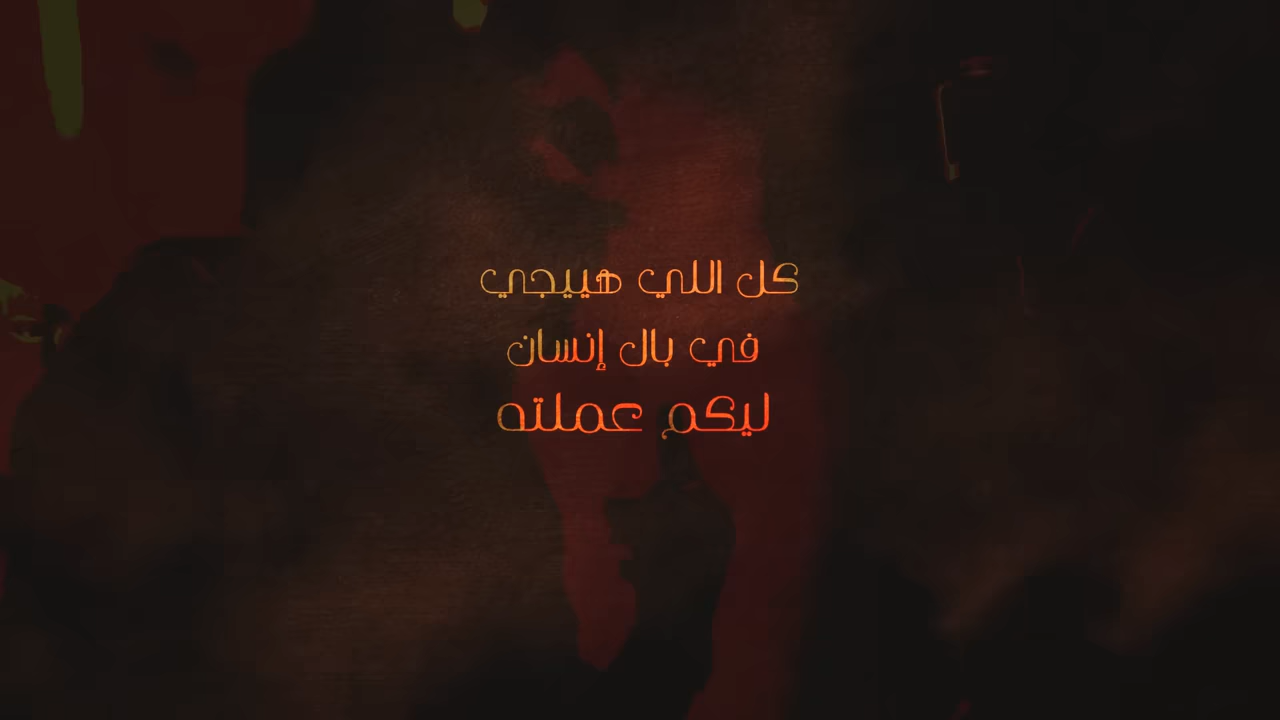 كل اللي هييجي
في بال إنسان
ليكم عملته